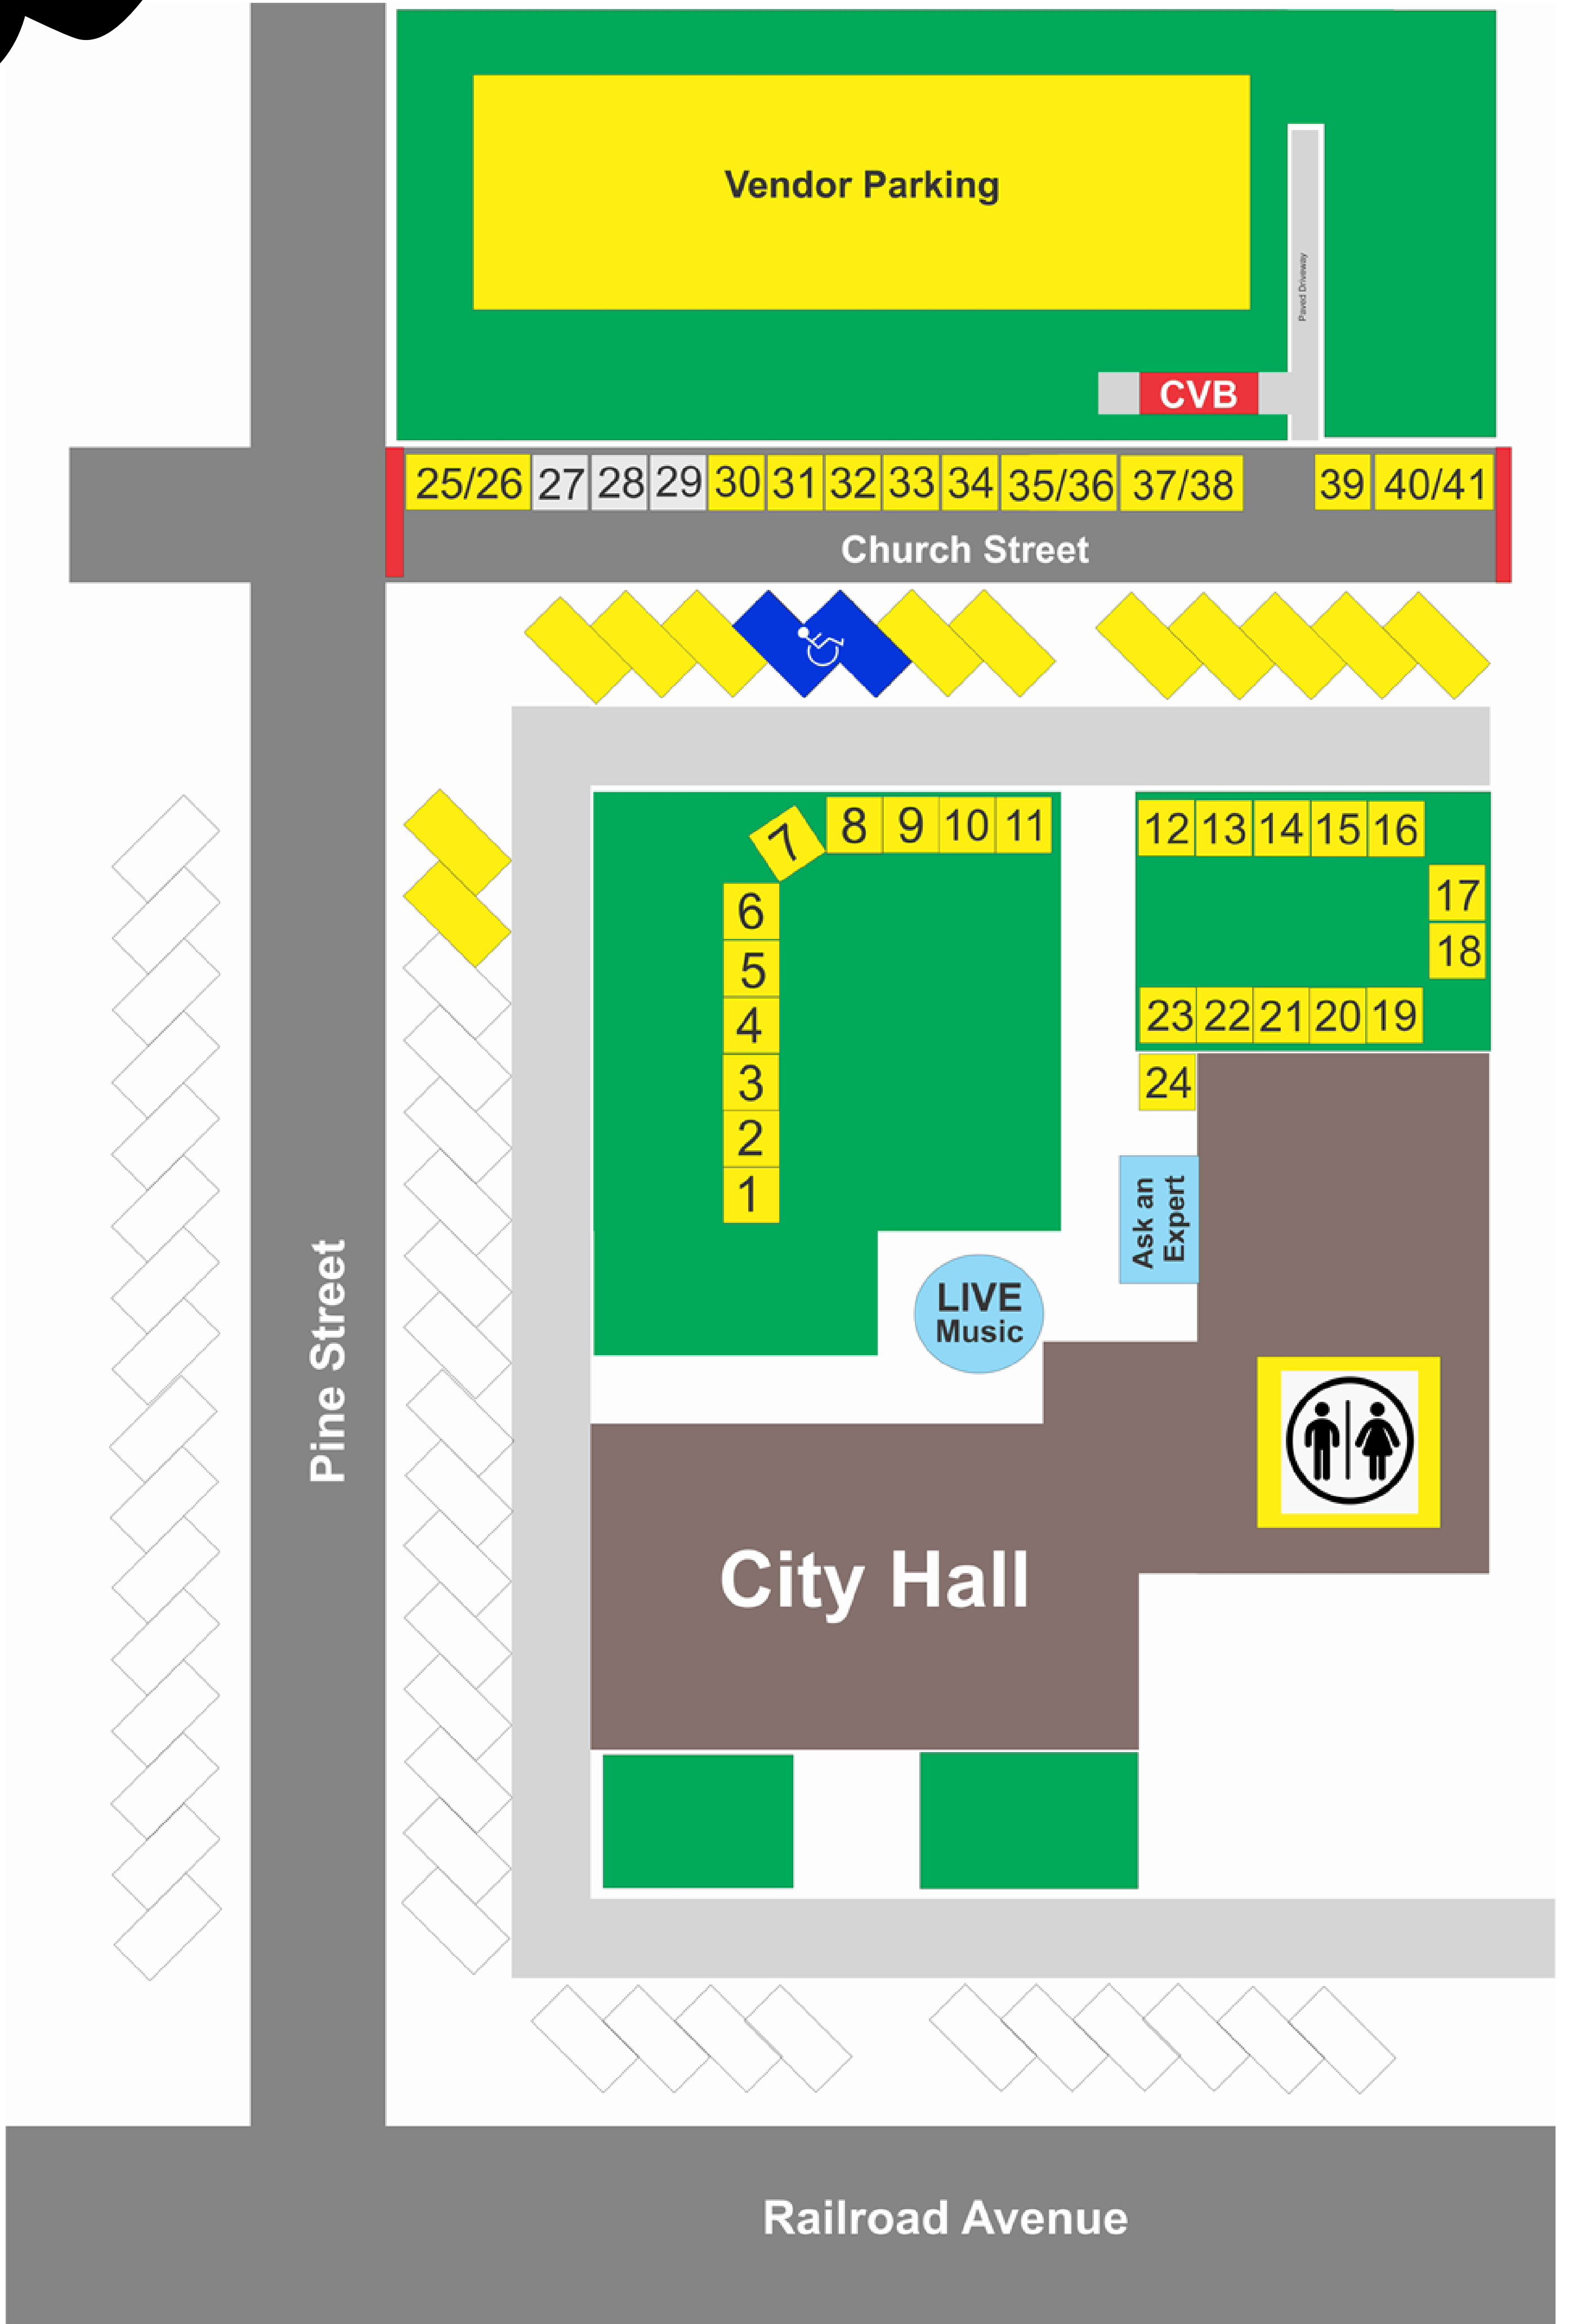 Vendor Parking
Paved Driveway
CVB
25/26 27 28 29 30 31 32 33 34 35/36 37/38 39 40/41
Church Street
7 8 9 10 11
12 13 14 15 16
6
17
5
18
4
23 22 21 20 19
3
24
2
1
Ask an
Expert
LIVE
Music
Pine Street
City Hall
Railroad Avenue